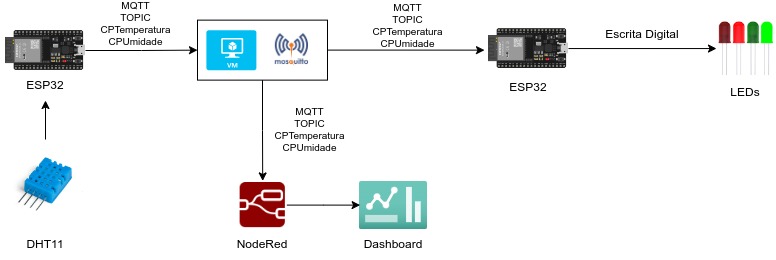 MQTT
TOPIC
CPTemperatura
CPUmidade
ESP32
VM
mosquitto
MQTT
TOPIC
CPTemperatura
CPUmidade
ESP32
Escrita Digital
LEDs
MQTT
TOPIC
CPTemperatura
CPUmidade
DHT11
NodeRed
Dashboard